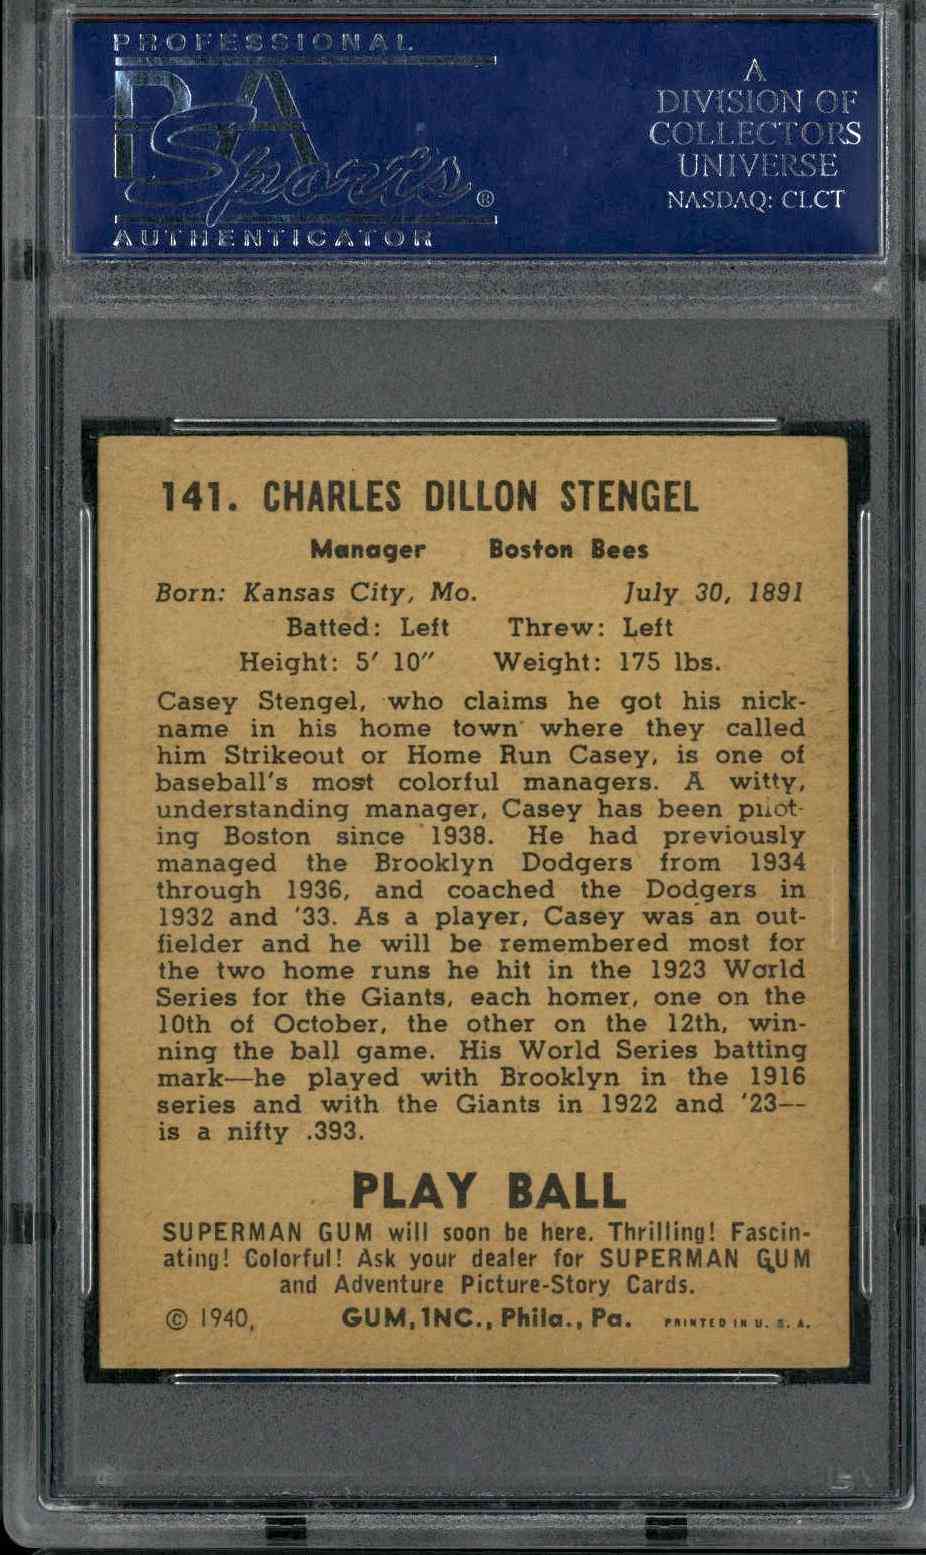 PROFESSIONAL
PSA
Sports®
AUTHENTICATOR
A
DIVISION OF
COLLECTORS
UNIVERSE
NASDAQ: CLCT
141. CHARLES DILLON STENGEL
Manager Boston Bees
Born: Kansas City, Mo. July 30, 1891
Batted: Left Threw: Left
Height: 5′ 10″ Weight: 175 lbs.
Casey Stengel, who claims he got his nick-
name in his home town where they called
him Strikeout or Home Run Casey, is one of
baseball's most colorful managers. A witty,
understanding manager, Casey has been pilot-
ing Boston since 1938. He had previously
managed the Brooklyn Dodgers from 1934
through 1936, and coached the Dodgers in
1932 and '33. As a player, Casey was an out-
fielder and he will be remembered most for
the two home runs he hit in the 1923 World
Series for the Giants, each homer, one on the
10th of October, the other on the 12th, win-
ning the ball game. His World Series batting
mark—he played with Brooklyn in the 1916
series and with the Giants in 1922 and '23—
is a nifty .393.
PLAY BALL
SUPERMAN GUM will soon be here. Thrilling! Fascin-
ating! Colorful! Ask your dealer for SUPERMAN GUM
and Adventure Picture-Story Cards.
© 1940, GUM, INC., Phila., Pa. PRINTED IN U. S. A.